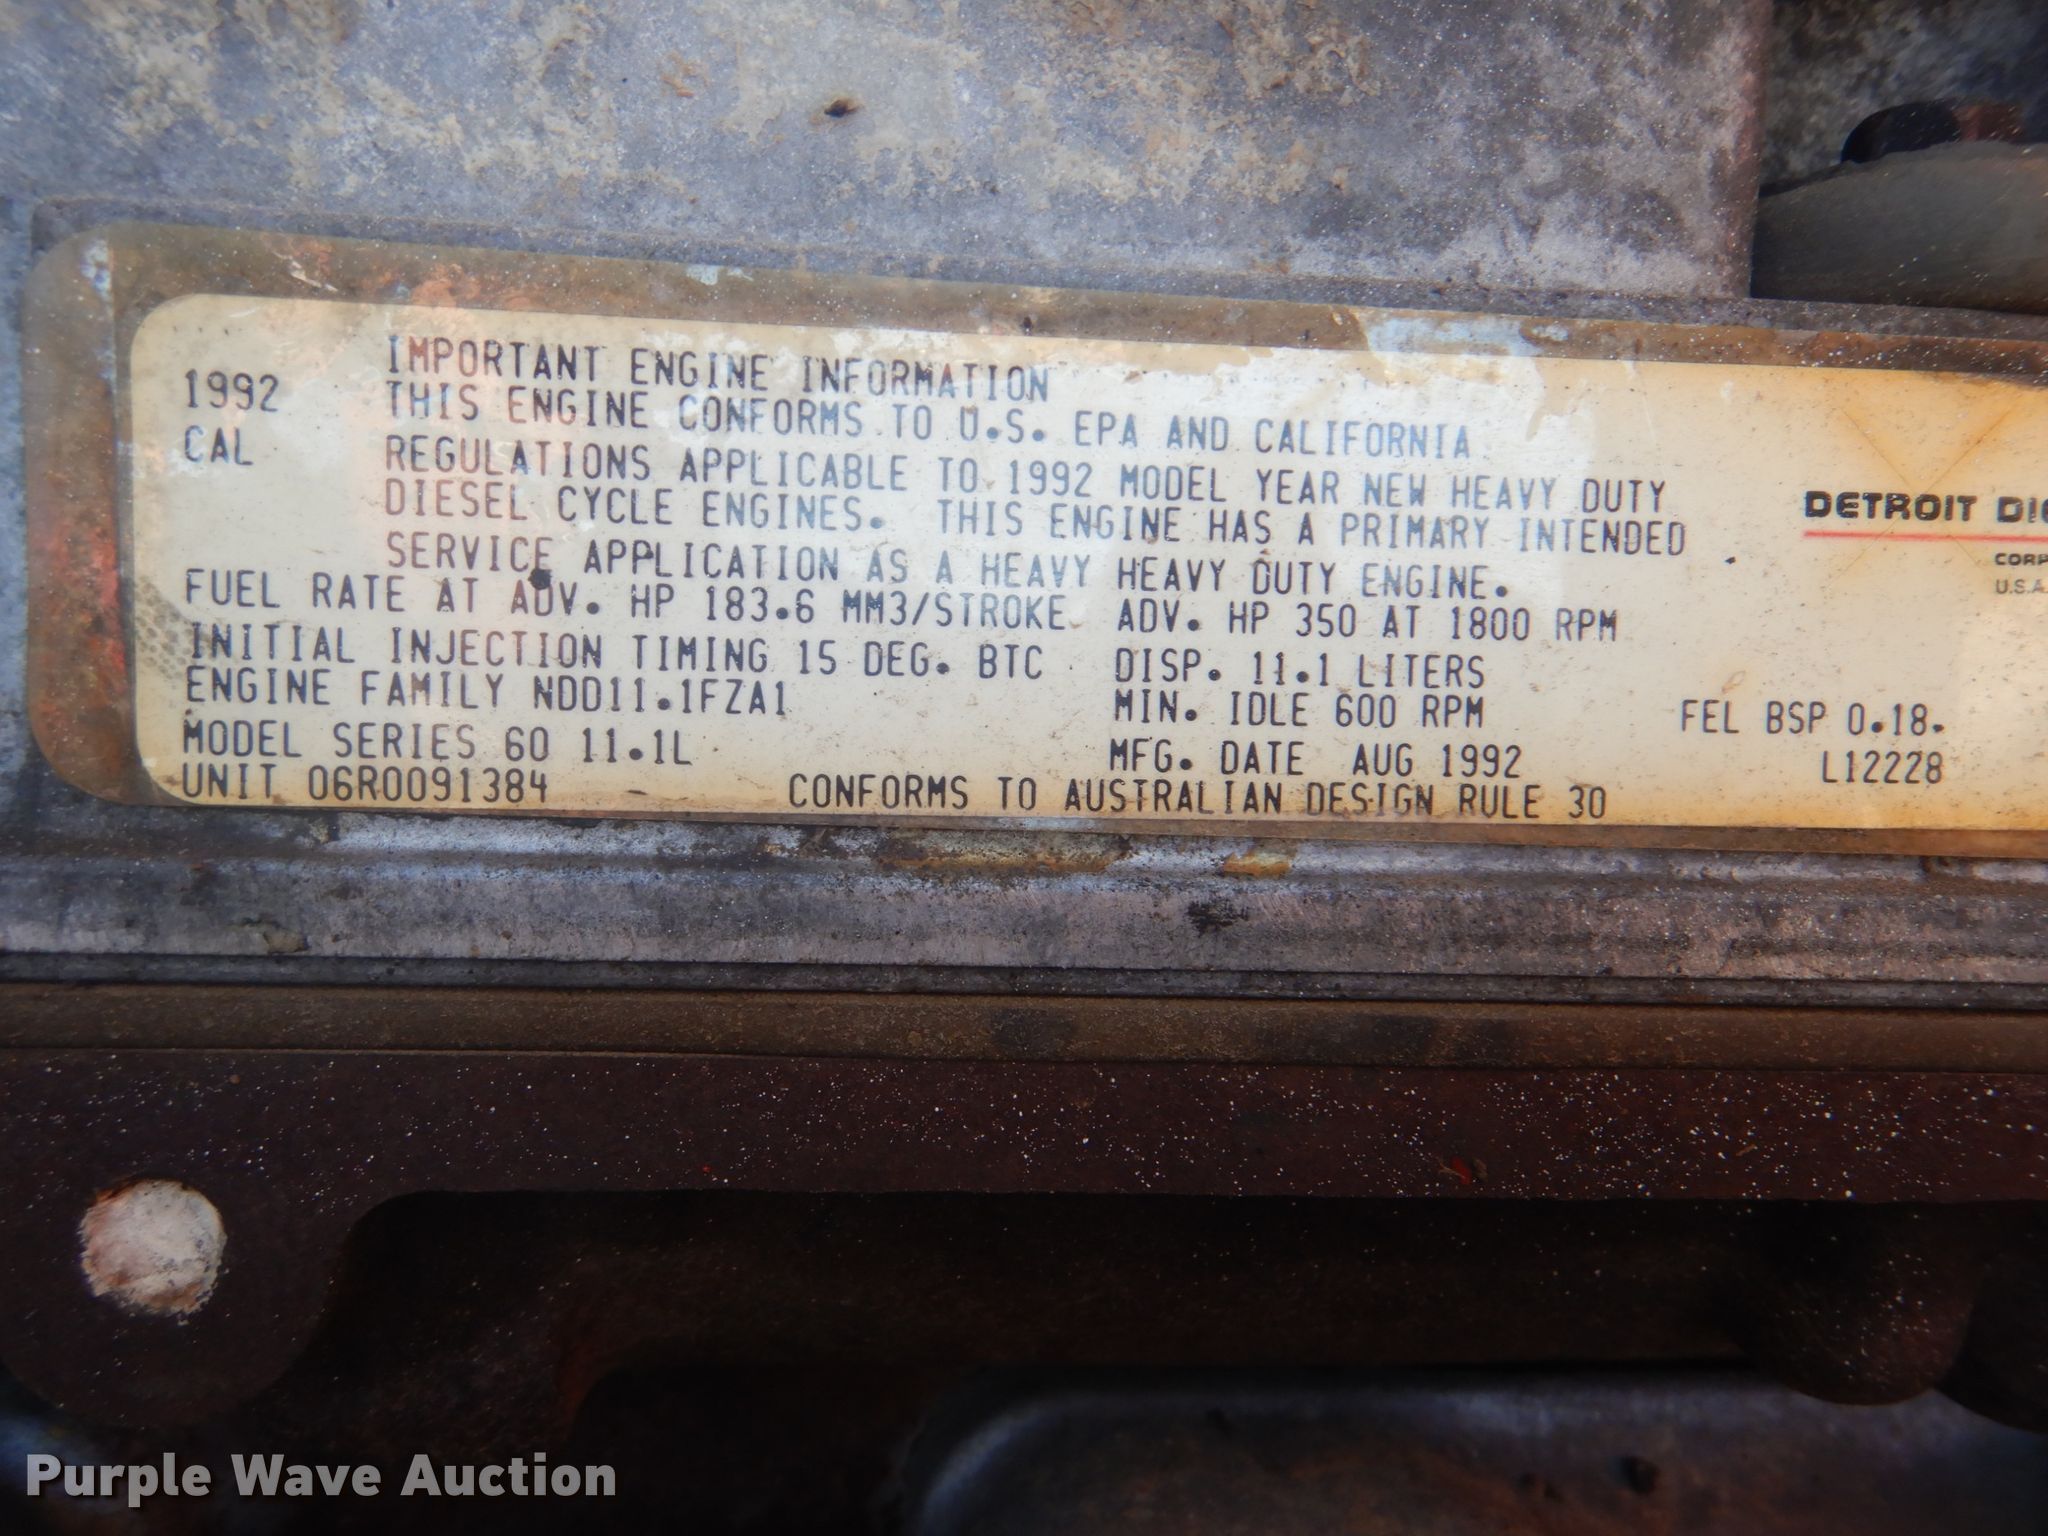 IMPORTANT ENGINE INFORMATION
1992 THIS ENGINE CONFORMS TO U.S. EPA AND CALIFORNIA
CAL REGULATIONS APPLICABLE TO 1992 MODEL YEAR NEW HEAVY DUTY
DIESEL CYCLE ENGINES. THIS ENGINE HAS A PRIMARY INTENDED
SERVICE APPLICATION AS A HEAVY HEAVY DUTY ENGINE.
FUEL RATE AT ADV. HP 183.6 MM3/STROKE ADV. HP 350 AT 1800 RPM
INITIAL INJECTION TIMING 15 DEG. BTC DISP. 11.1 LITERS
ENGINE FAMILY NDD11.1FZA1 MIN. IDLE 600 RPM FEL BSP 0.18.
MODEL SERIES 60 11.1L MFG. DATE AUG 1992 L12228
UNIT 06R0091384 CONFORMS TO AUSTRALIAN DESIGN RULE 30
DETROIT DIE
CORP
U.S.A.
Purple Wave Auction